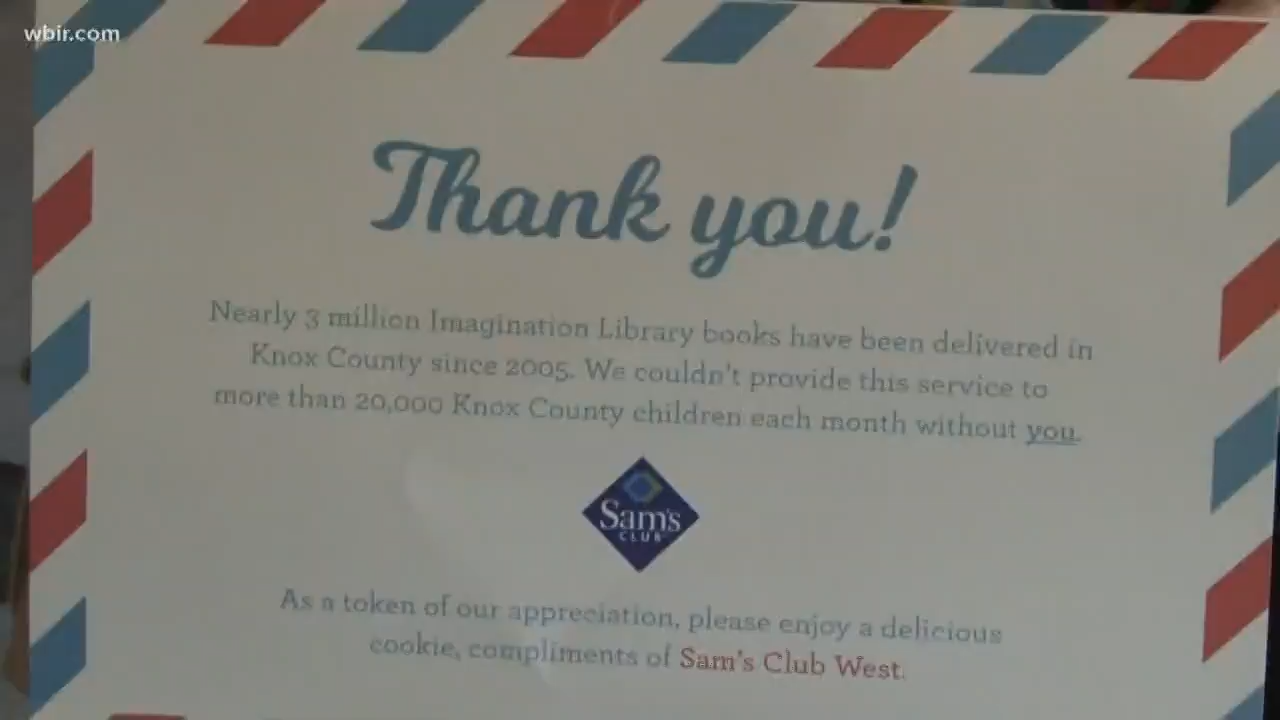 wbir.com
Thank you!
Nearly 3 million Imagination Library books have been delivered in
Knox County since 2005. We couldn't provide this service to
more than 20,000 Knox County children each month without you.
Sam's
CLUB
As a token of our appreciation, please enjoy a delicious
cookie, compliments of Sam's Club West.